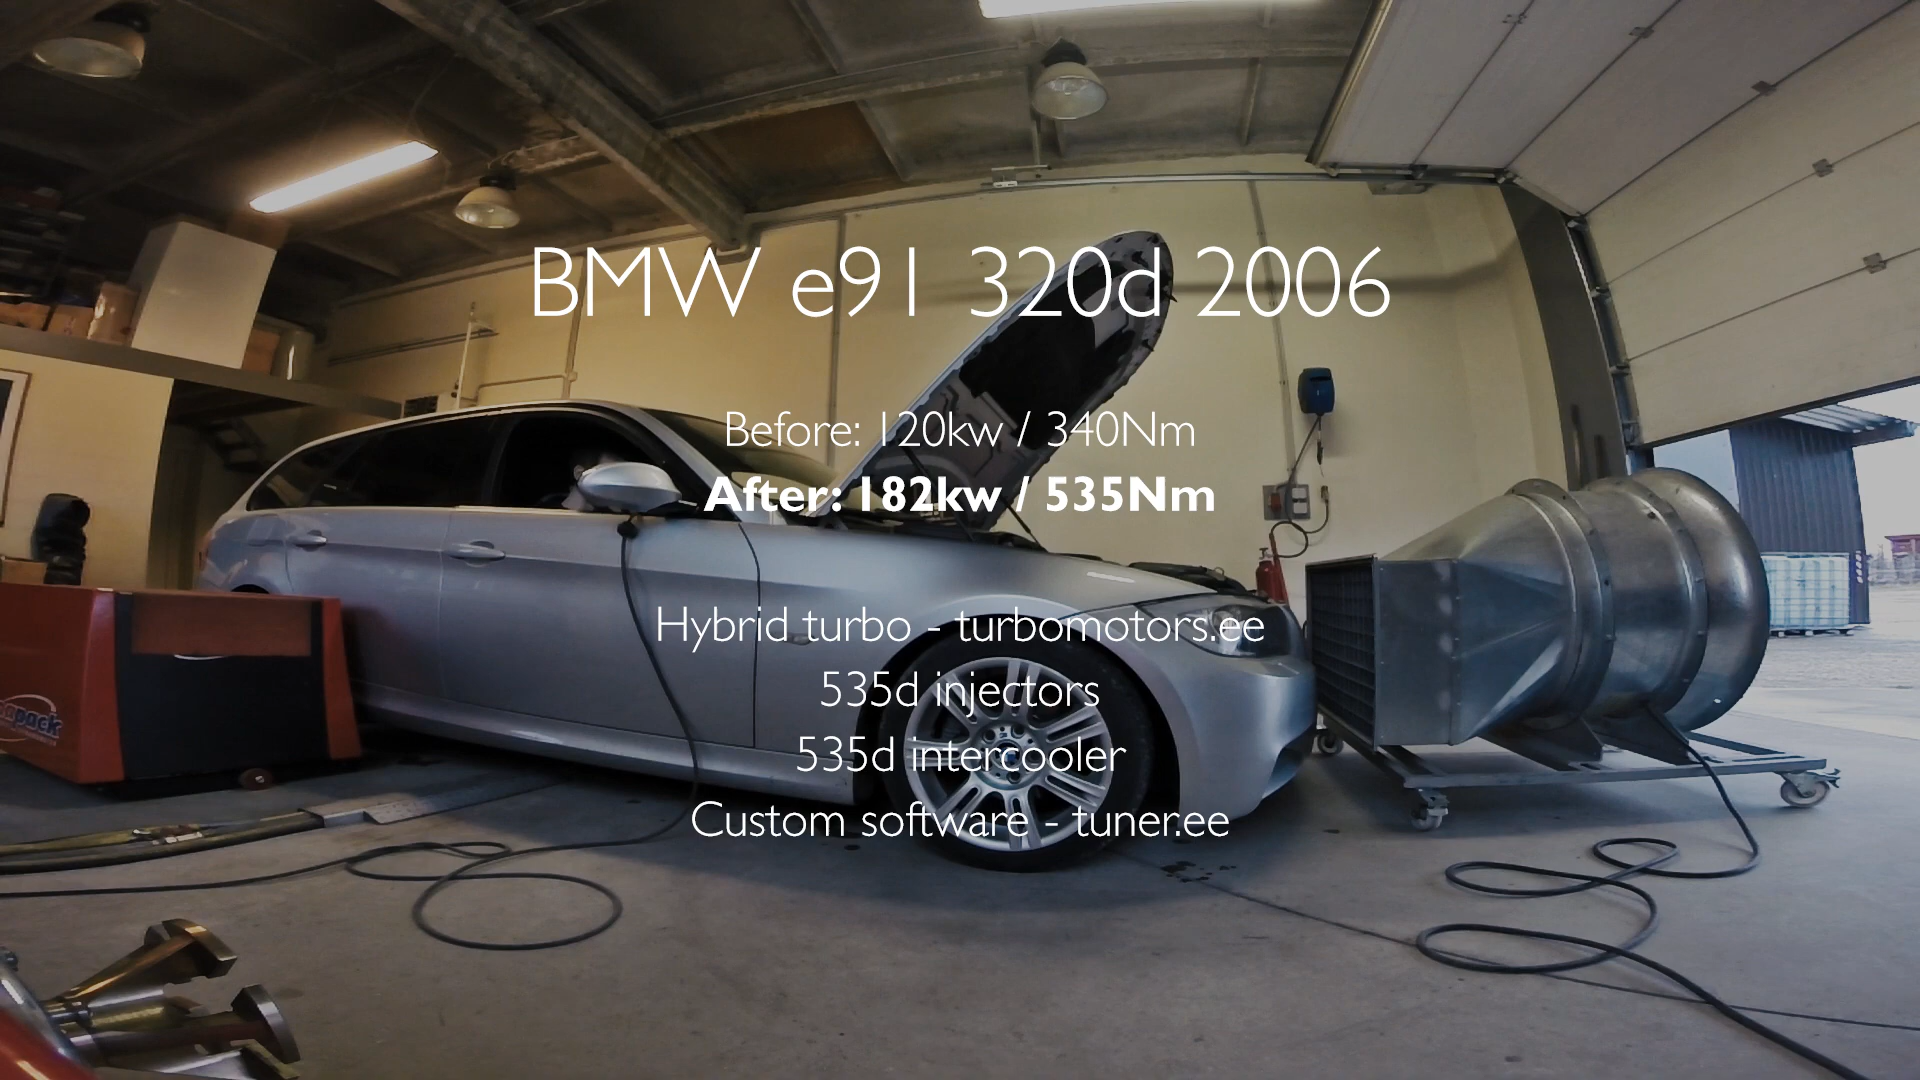 BMW e91 320d 2006
Before: 120kw / 340Nm
After: 182kw / 535Nm
Hybrid turbo - turbomotors.ee
535d injectors
535d intercooler
Custom software - tuner.ee
pack